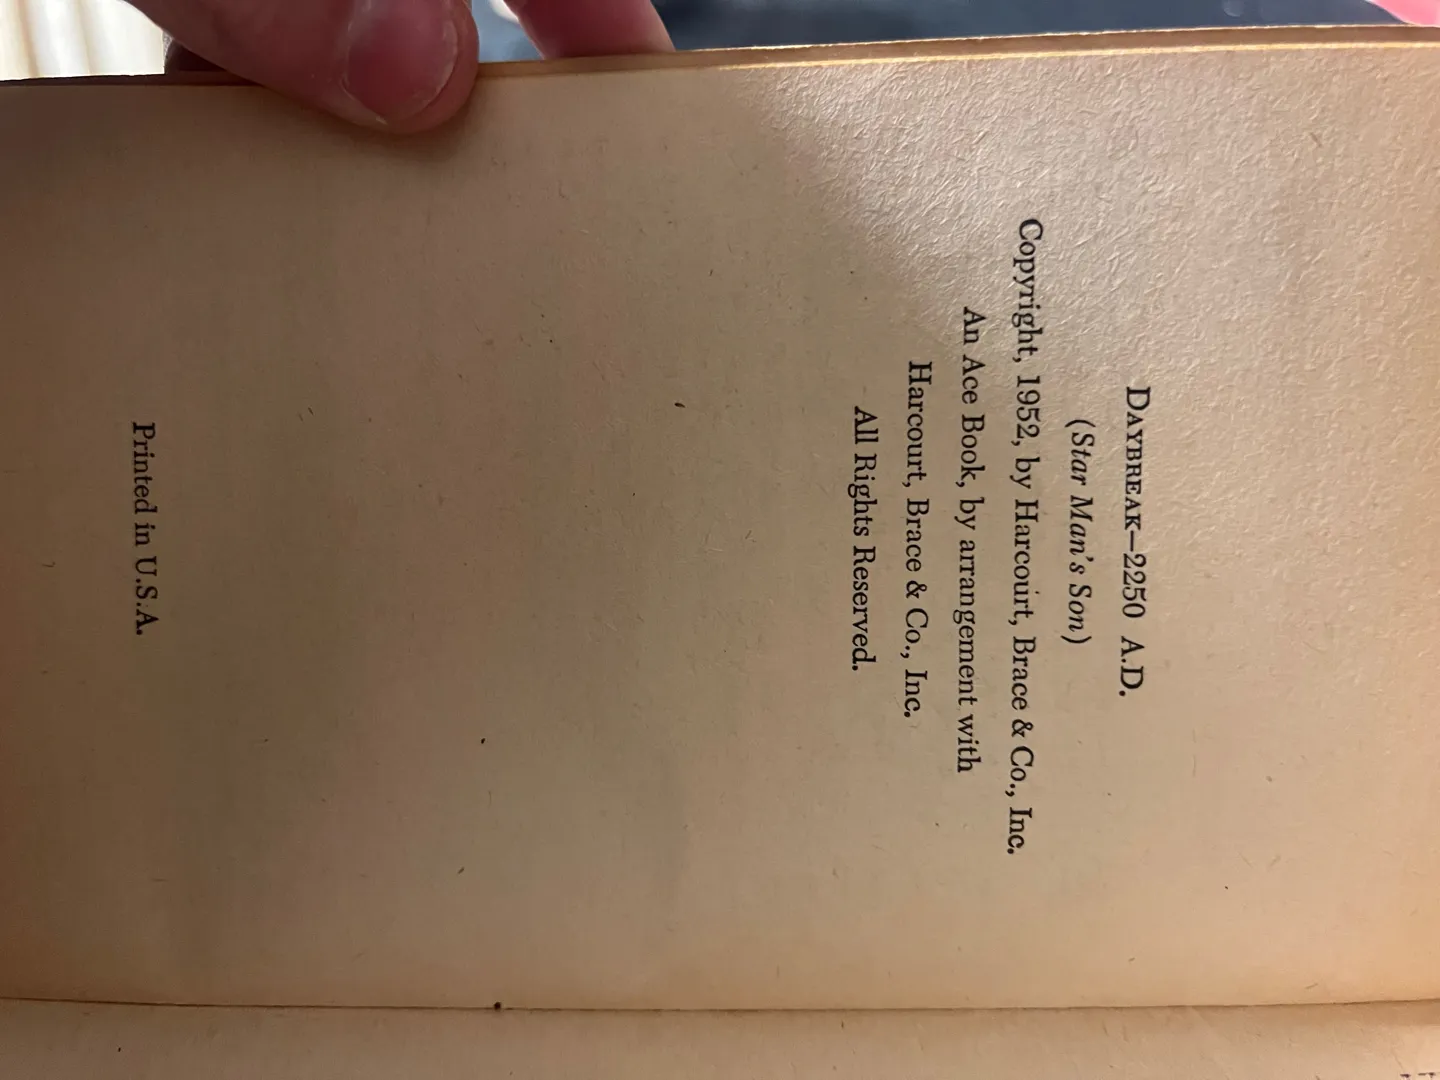 DAYBREAK—2250 A.D.
(Star Man's Son)
Copyright, 1952, by Harcourt, Brace & Co., Inc.
An Ace Book, by arrangement with
Harcourt, Brace & Co., Inc.
All Rights Reserved.
Printed in U.S.A.